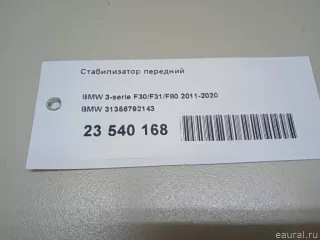 Стабилизатор передний
BMW 3-serie F30/F31/F80 2011-2020
BMW 31356792143
23 540 168
eaural.ru